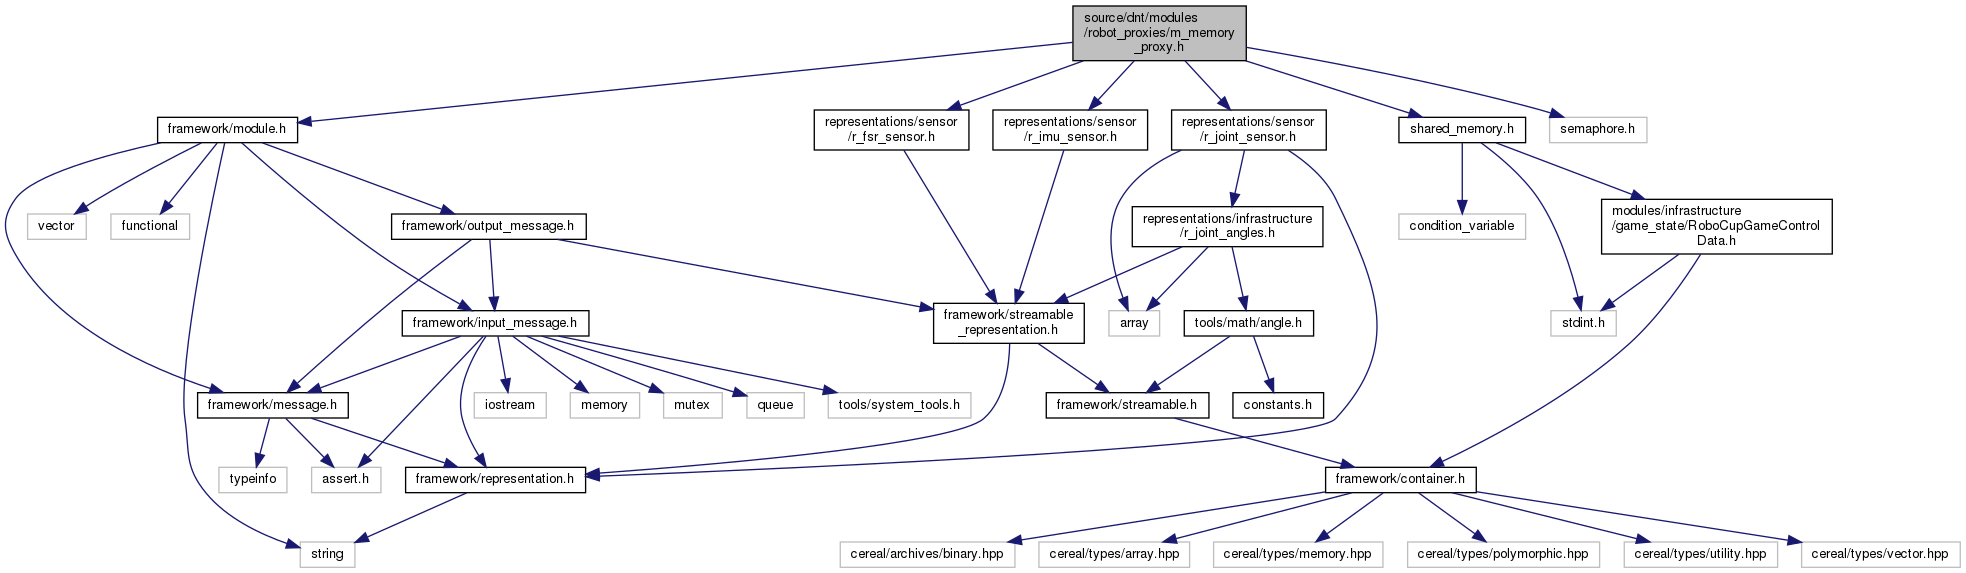 source/dnt/modules
/robot_proxies/m_memory
_proxy.h
framework/module.h
representations/sensor
/r_fsr_sensor.h
representations/sensor
/r_imu_sensor.h
representations/sensor
/r_joint_sensor.h
shared_memory.h
semaphore.h
vector
functional
framework/output_message.h
representations/infrastructure
/r_joint_angles.h
condition_variable
modules/infrastructure
/game_state/RoboCupGameControl
Data.h
framework/input_message.h
framework/streamable
_representation.h
array
tools/math/angle.h
stdint.h
framework/message.h
iostream
memory
mutex
queue
tools/system_tools.h
framework/streamable.h
constants.h
typeinfo
assert.h
framework/representation.h
framework/container.h
string
cereal/archives/binary.hpp
cereal/types/array.hpp
cereal/types/memory.hpp
cereal/types/polymorphic.hpp
cereal/types/utility.hpp
cereal/types/vector.hpp